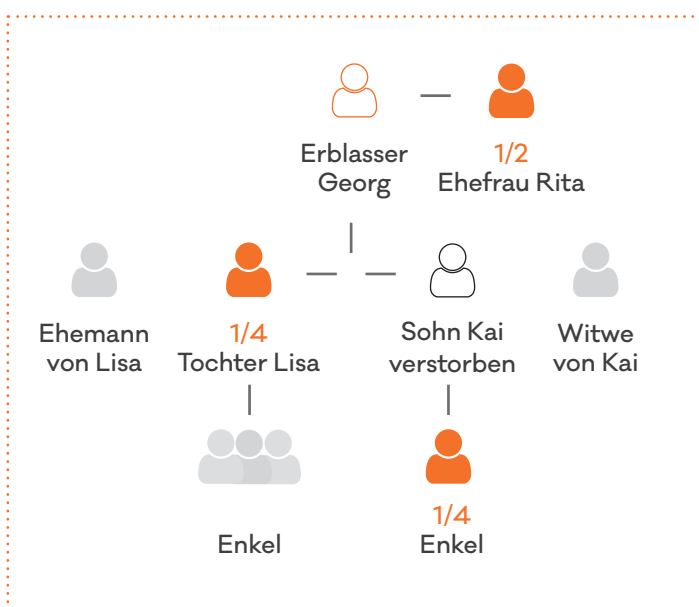 Erblasser
Georg
1/2
Ehefrau Rita
Ehemann
von Lisa
1/4
Tochter Lisa
Sohn Kai
verstorben
Witwe
von Kai
Enkel
1/4
Enkel